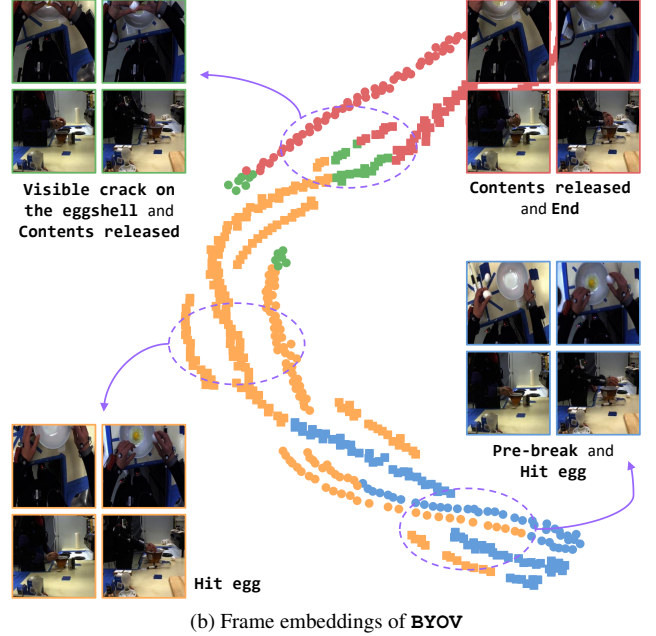 Visible crack on
the eggshell and
Contents released
Contents released
and End
Pre-break and
Hit egg
Hit egg
(b) Frame embeddings of BYOV